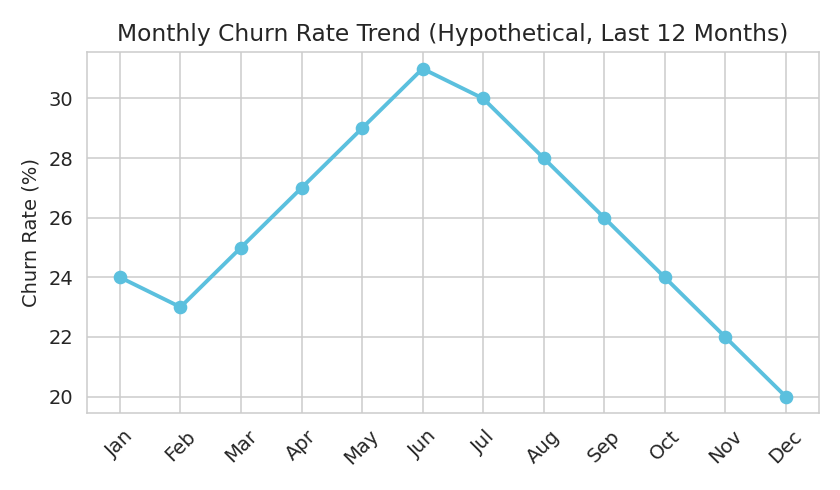 Monthly Churn Rate Trend (Hypothetical, Last 12 Months)
Churn Rate (%)
30
28
26
24
22
20
Jan
Feb
Mar
Apr
May
Jun
Jul
Aug
Sep
Oct
Nov
Dec